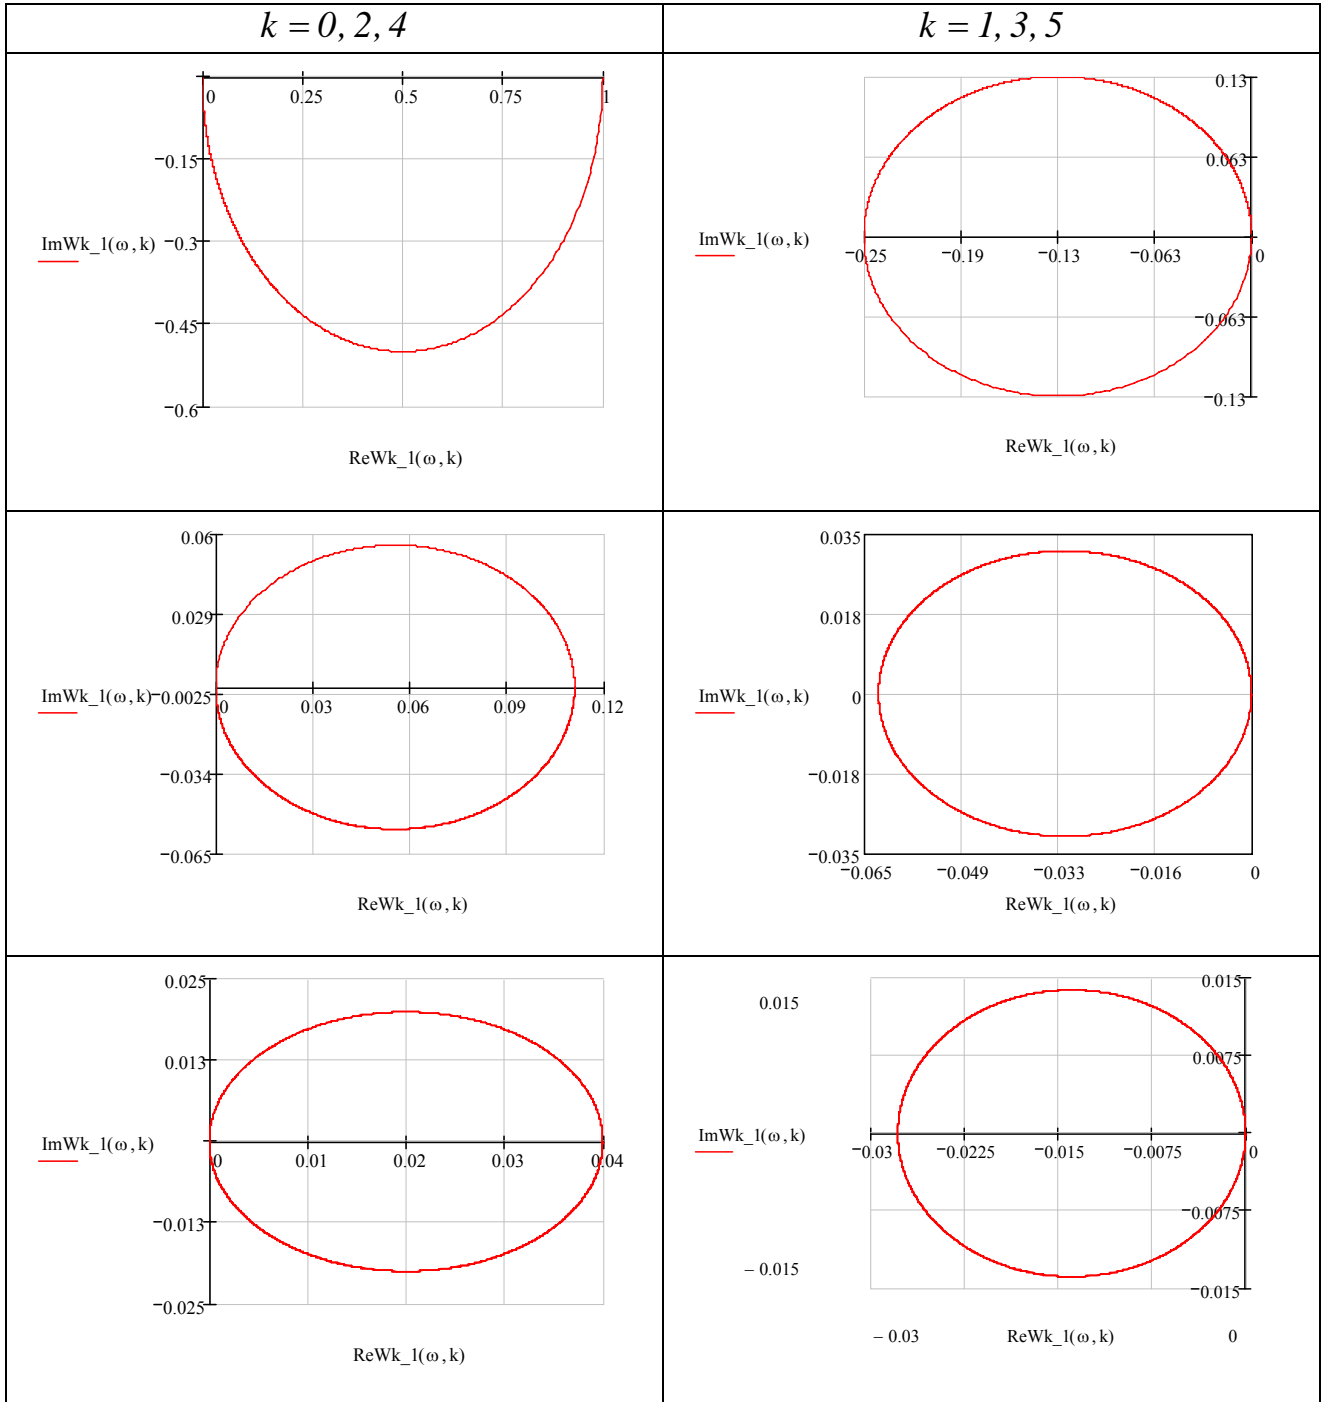 k = 0, 2, 4
k = 1, 3, 5
0 0.25 0.5 0.75 1
−0.15
−0.3
−0.45
−0.6
ImWk_1(ω, k)
ReWk_1(ω, k)
0.13
0.063
−0.25 −0.19 −0.13 −0.063 0
−0.063
−0.13
ImWk_1(ω, k)
ReWk_1(ω, k)
0.06
0.029
−0.0025
−0.034
−0.065
0 0.03 0.06 0.09 0.12
ImWk_1(ω, k)
ReWk_1(ω, k)
0.035
0.018
0
−0.018
−0.035
−0.065 −0.049 −0.033 −0.016 0
ImWk_1(ω, k)
ReWk_1(ω, k)
0.025
0.013
0 0.01 0.02 0.03 0.04
−0.013
−0.025
ImWk_1(ω, k)
ReWk_1(ω, k)
0.015
0.015
0.0075
−0.03 −0.0225 −0.015 −0.0075 0
−0.0075
− 0.015
−0.015
ImWk_1(ω, k)
− 0.03 ReWk_1(ω, k) 0